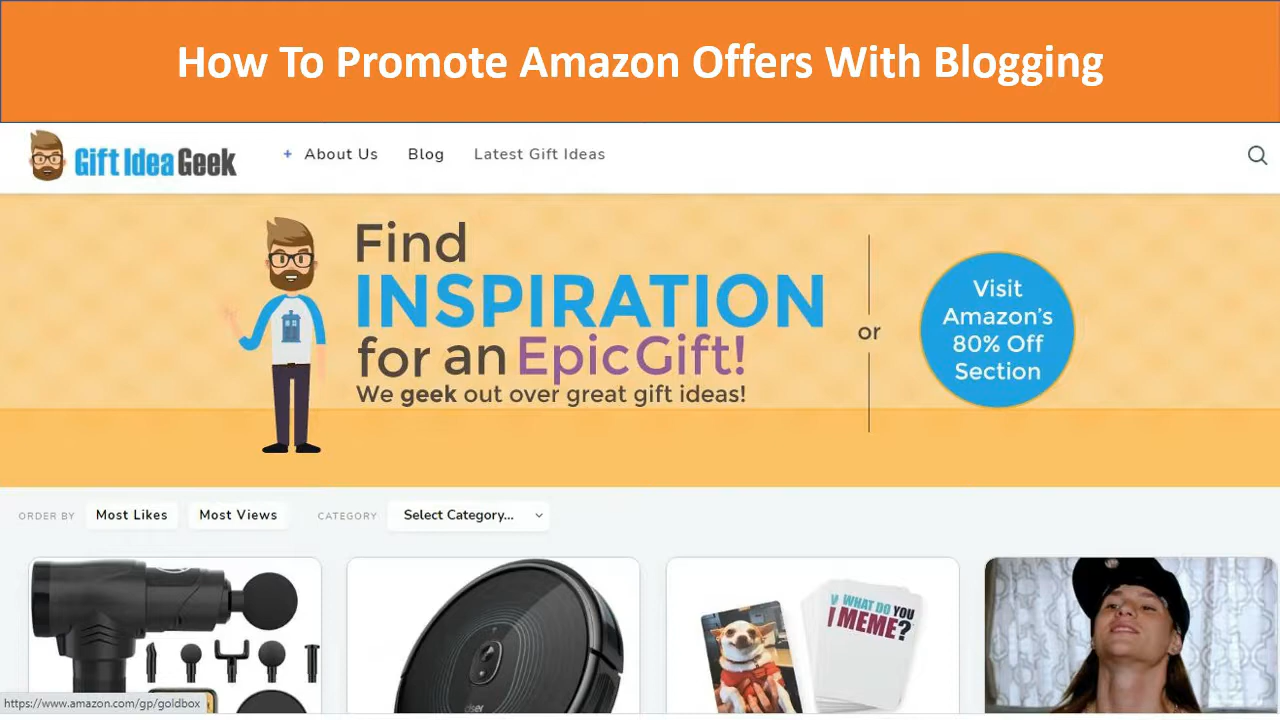 How To Promote Amazon Offers With Blogging
Gift Idea Geek
+ About Us Blog Latest Gift Ideas
Find
INSPIRATION
for an Epic Gift!
We geek out over great gift ideas!
or
Visit
Amazon's
80% Off
Section
ORDER BY Most Likes Most Views CATEGORY Select Category...
WHAT DO YOU
MEME?
https://www.amazon.com/gp/goldbox